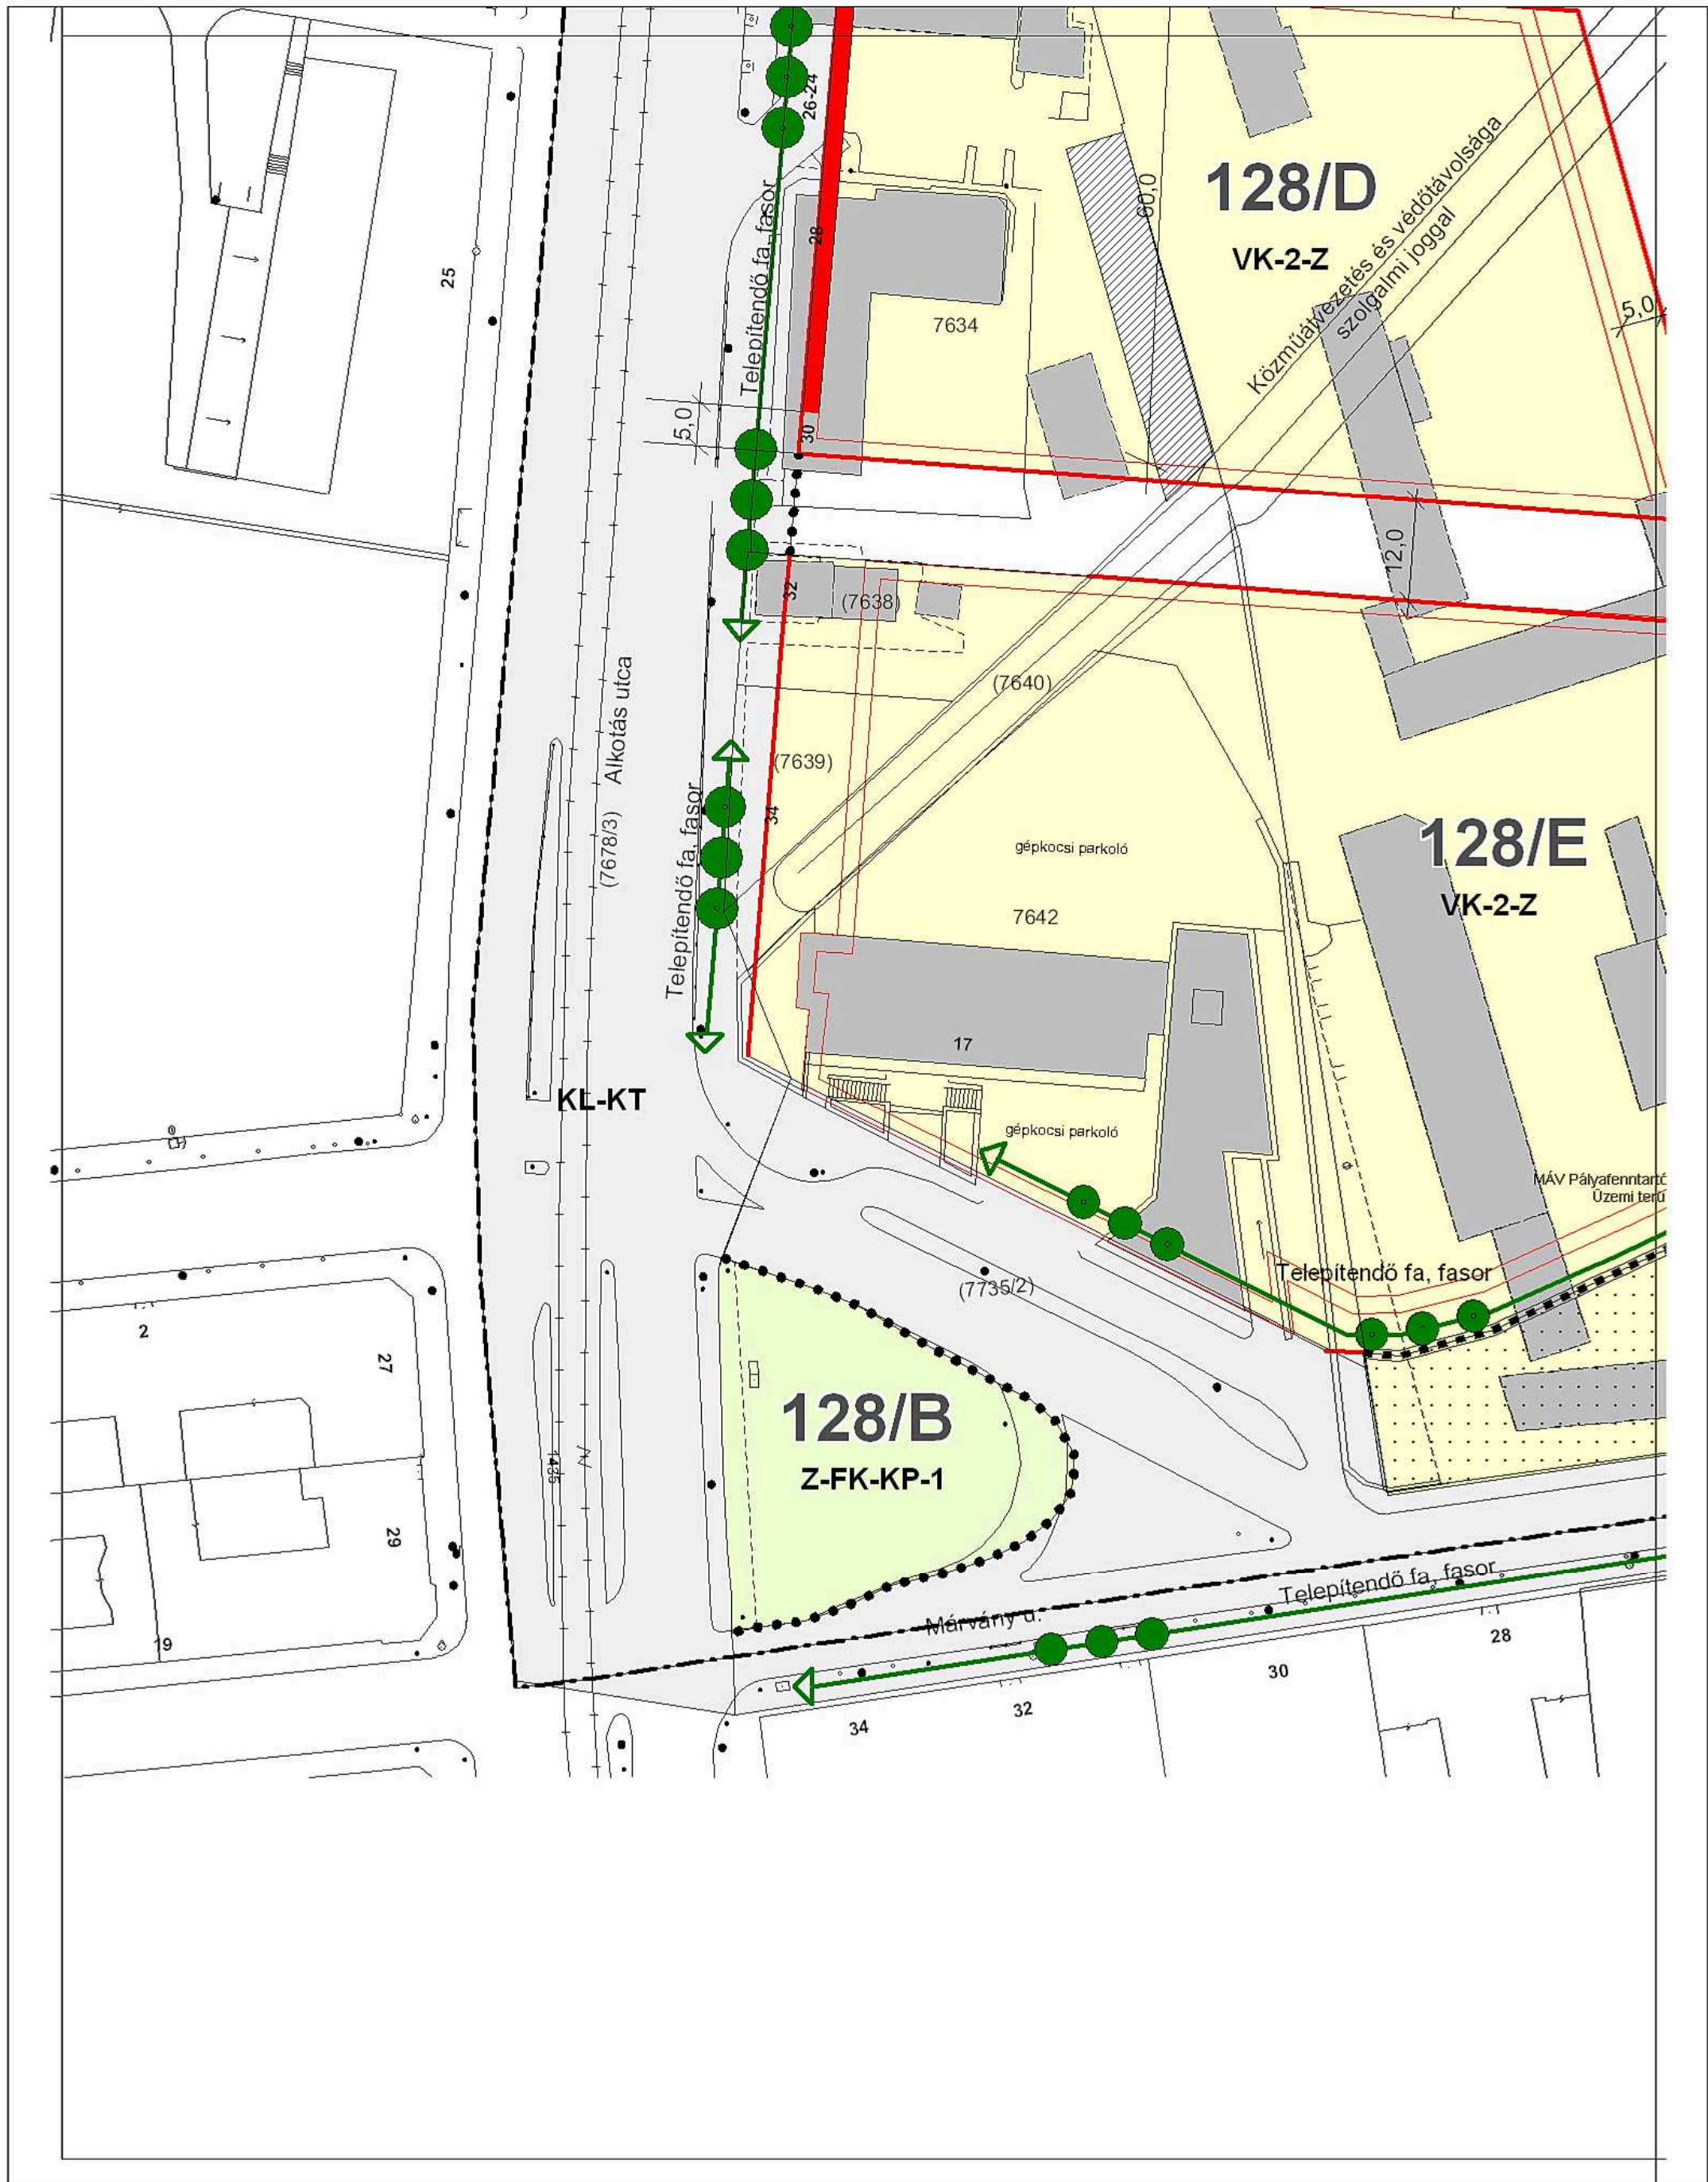 26-24
128/D
VK-2-Z
60,0
Közműátvezetés és védőtávolsága
szolgalmi joggal
5,0
Telepítendő fa, fasor
28
25
7634
5,0
30
12,0
32
(7638)
(7640)
(7678/3) Alkotás utca
(7639)
34
Telepítendő fa, fasor
gépkocsi parkoló
128/E
VK-2-Z
7642
17
KL-KT
gépkocsi parkoló
MÁV Pályafenntartó
Üzemi terü
Telepítendő fa, fasor
(7735/2)
2
27
128/B
Z-FK-KP-1
1435
29
Telepítendő fa, fasor
Márvány u.
19
28
30
32
34